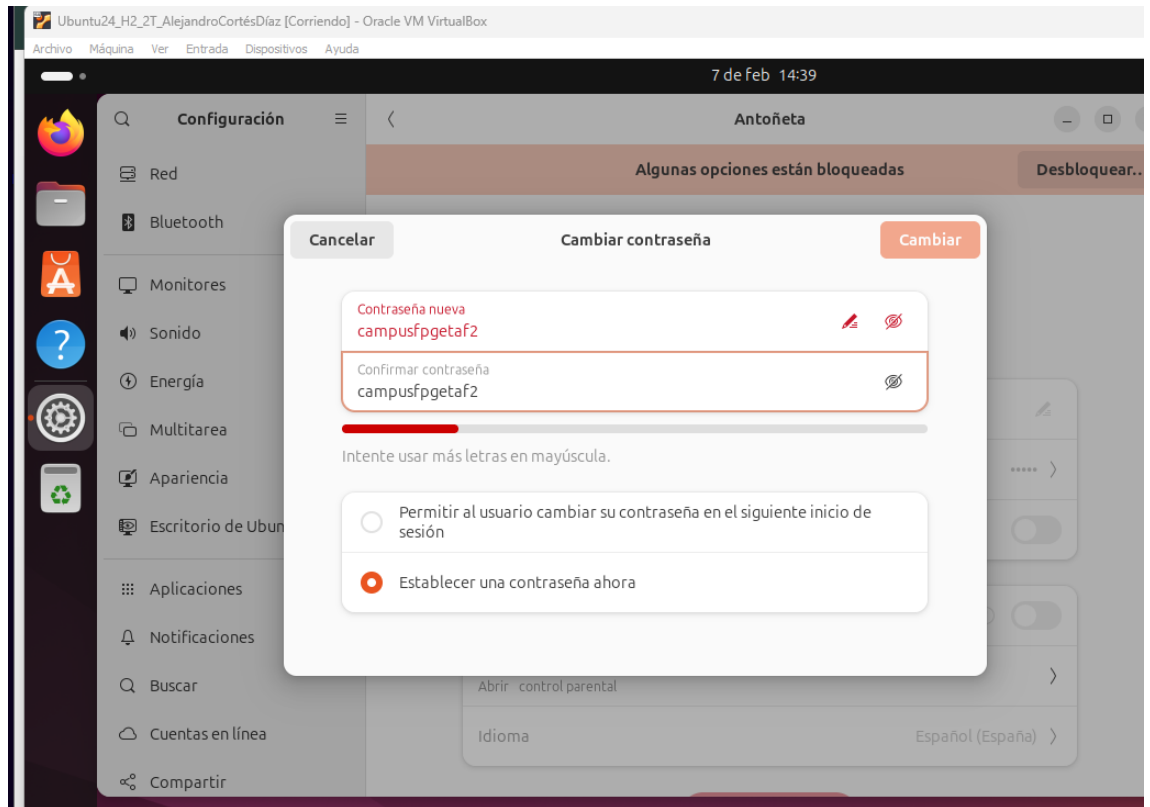 Ubuntu24_H2_2T_AlejandroCortésDíaz [Corriendo] - Oracle VM VirtualBox
Archivo Máquina Ver Entrada Dispositivos Ayuda
7 de feb 14:39
Configuración
Antoñeta
Algunas opciones están bloqueadas
Desbloquear..
Red
Bluetooth
Monitores
Sonido
Energía
Multitarea
Apariencia
Escritorio de Ubun
Aplicaciones
Notificaciones
Buscar
Cuentas en línea
Compartir
Cancelar
Cambiar contraseña
Cambiar
Contraseña nueva
campusfpgetaf2
Confirmar contraseña
campusfpgetaf2
Intente usar más letras en mayúscula.
Permitir al usuario cambiar su contraseña en el siguiente inicio de
sesión
Establecer una contraseña ahora
Abrir control parental
Idioma
Español (España)